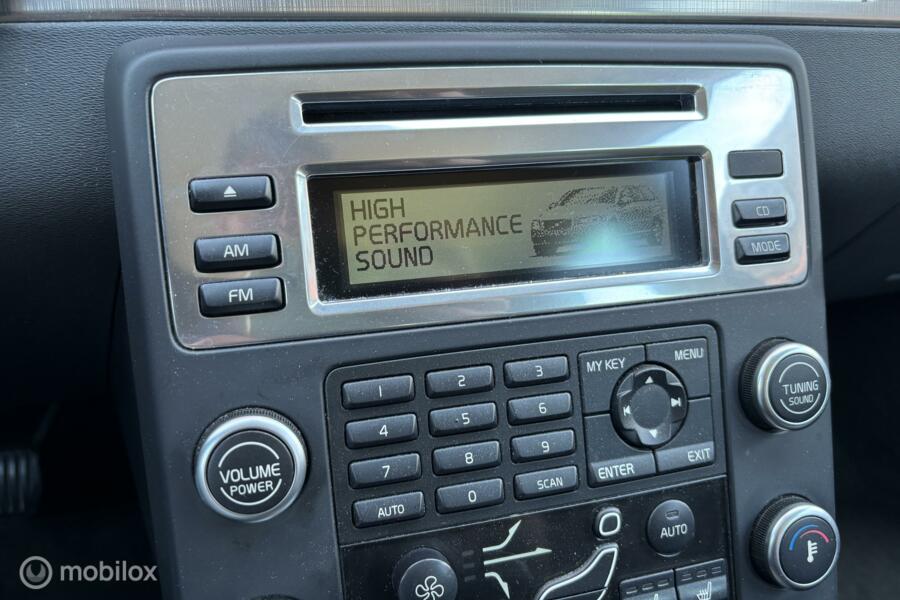 HIGH
PERFORMANCE
SOUND
AM
FM
CD
MODE
1
2
3
4
5
6
7
8
9
AUTO
0
SCAN
MY KEY
MENU
ENTER
EXIT
VOLUME
POWER
TUNING
SOUND
AUTO
mobilox